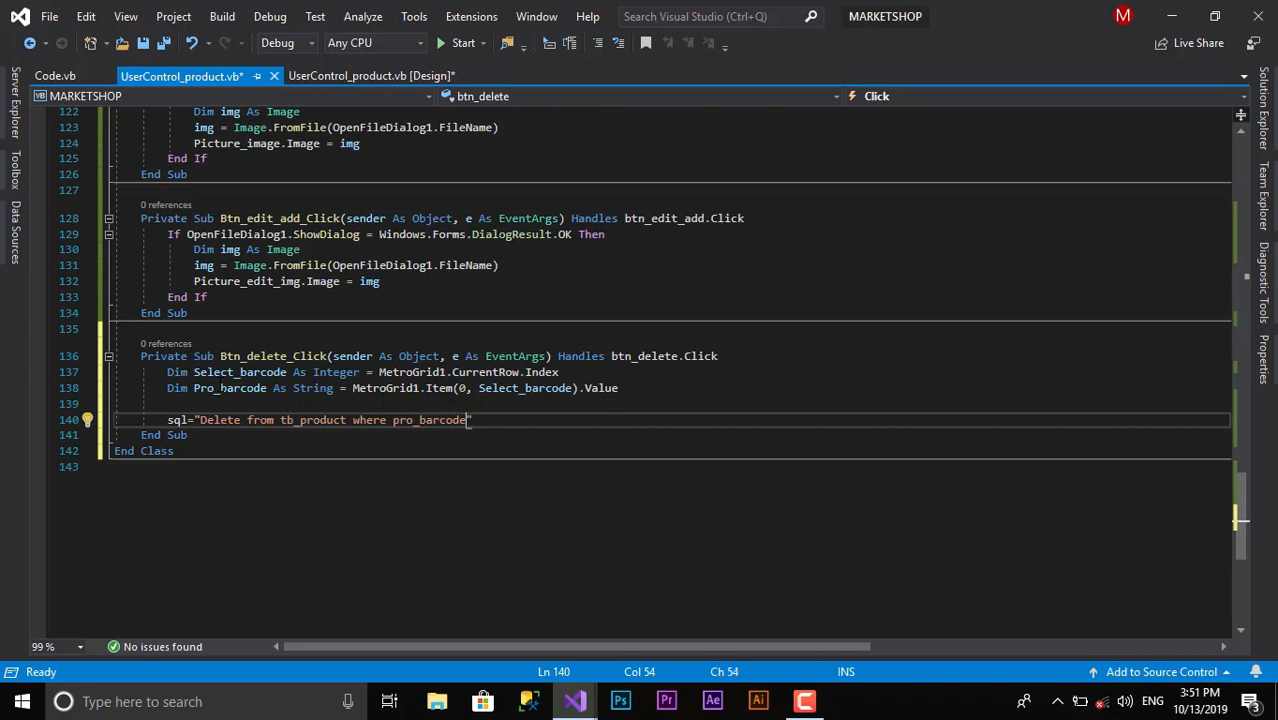 File Edit View Project Build Debug Test Analyze Tools Extensions Window Help Search Visual Studio (Ctrl+Q) MARKETSHOP M
Debug Any CPU Start Live Share
Code.vb UserControl_product.vb* UserControl_product.vb [Design]*
MARKETSHOP btn_delete Click
Server Explorer
Toolbox
Data Sources
122 Dim img As Image
123 img = Image.FromFile(OpenFileDialog1.FileName)
124 Picture_image.Image = img
125 End If
126 End Sub
127
0 references
128 Private Sub Btn_edit_add_Click(sender As Object, e As EventArgs) Handles btn_edit_add.Click
129 If OpenFileDialog1.ShowDialog = Windows.Forms.DialogResult.OK Then
130 Dim img As Image
131 img = Image.FromFile(OpenFileDialog1.FileName)
132 Picture_edit_img.Image = img
133 End If
134 End Sub
135
0 references
136 Private Sub Btn_delete_Click(sender As Object, e As EventArgs) Handles btn_delete.Click
137 Dim Select_barcode As Integer = MetroGrid1.CurrentRow.Index
138 Dim Pro_barcode As String = MetroGrid1.Item(0, Select_barcode).Value
139
140 sql="Delete from tb_product where pro_barcode"
141 End Sub
142 End Class
143
Solution Explorer
Team Explorer
Properties
Diagnostic Tools
99 % No issues found
Ready Ln 140 Col 54 Ch 54 INS Add to Source Control
Type here to search Ps Pr Ae Ai C ENG 3:51 PM
10/13/2019 3